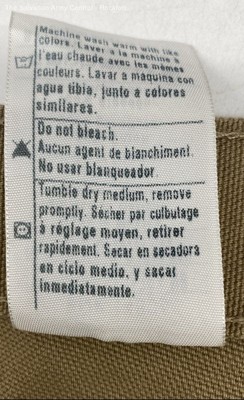 Machine wash warm with like
colors. Laver à la machine à
l'eau chaude avec les mêmes
couleurs. Lavar a maquina con
agua tibia, junto a colores
similares.
Do not bleach.
Aucun agent de blanchiment.
No usar blanqueador.
Tumble dry medium, remove
promptly. Sécher par culbutage
à réglage moyen, retirer
rapidement. Sacar en secadora
en ciclo medio, y sacar
inmediatamente.